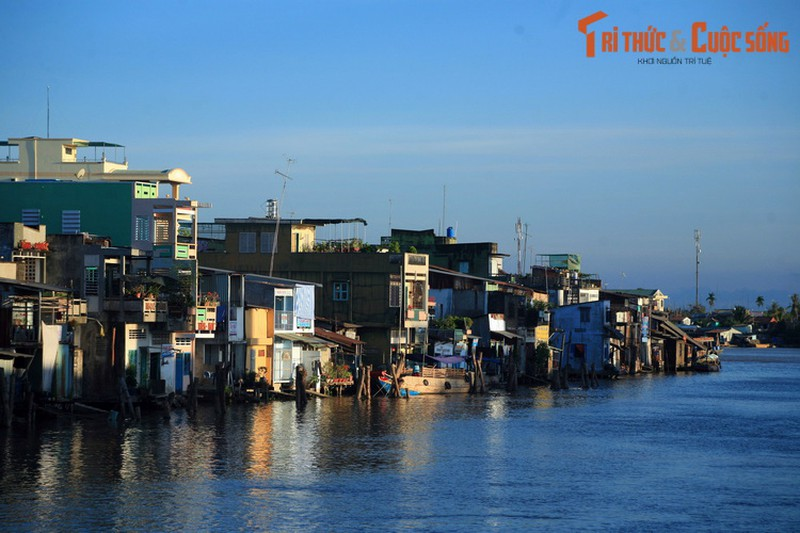 TRI THỨC & CUỘC SỐNG
KHƠI NGUỒN TRÍ TUỆ